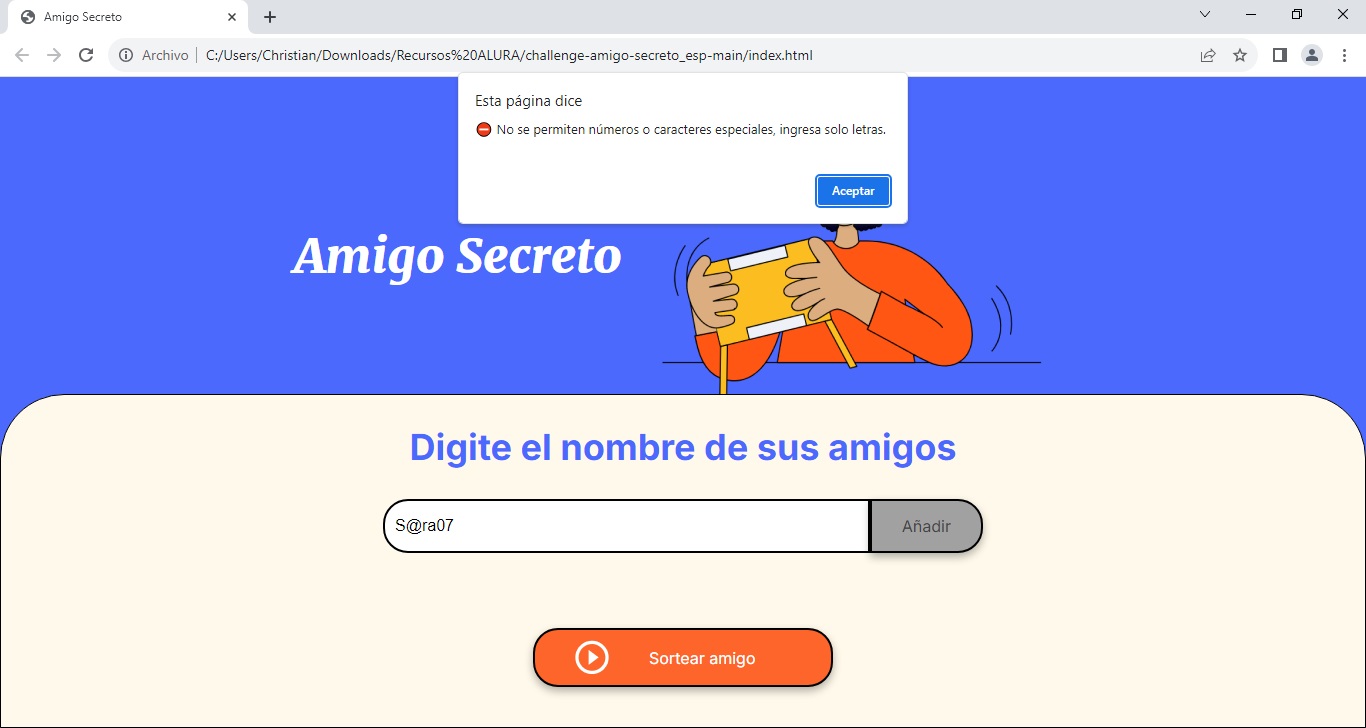 Amigo Secreto
Archivo | C:/Users/Christian/Downloads/Recursos%20ALURA/challenge-amigo-secreto_esp-main/index.html
Esta página dice
⛔ No se permiten números o caracteres especiales, ingresa solo letras.
Aceptar
Amigo Secreto
Digite el nombre de sus amigos
S@ra07
Añadir
Sortear amigo